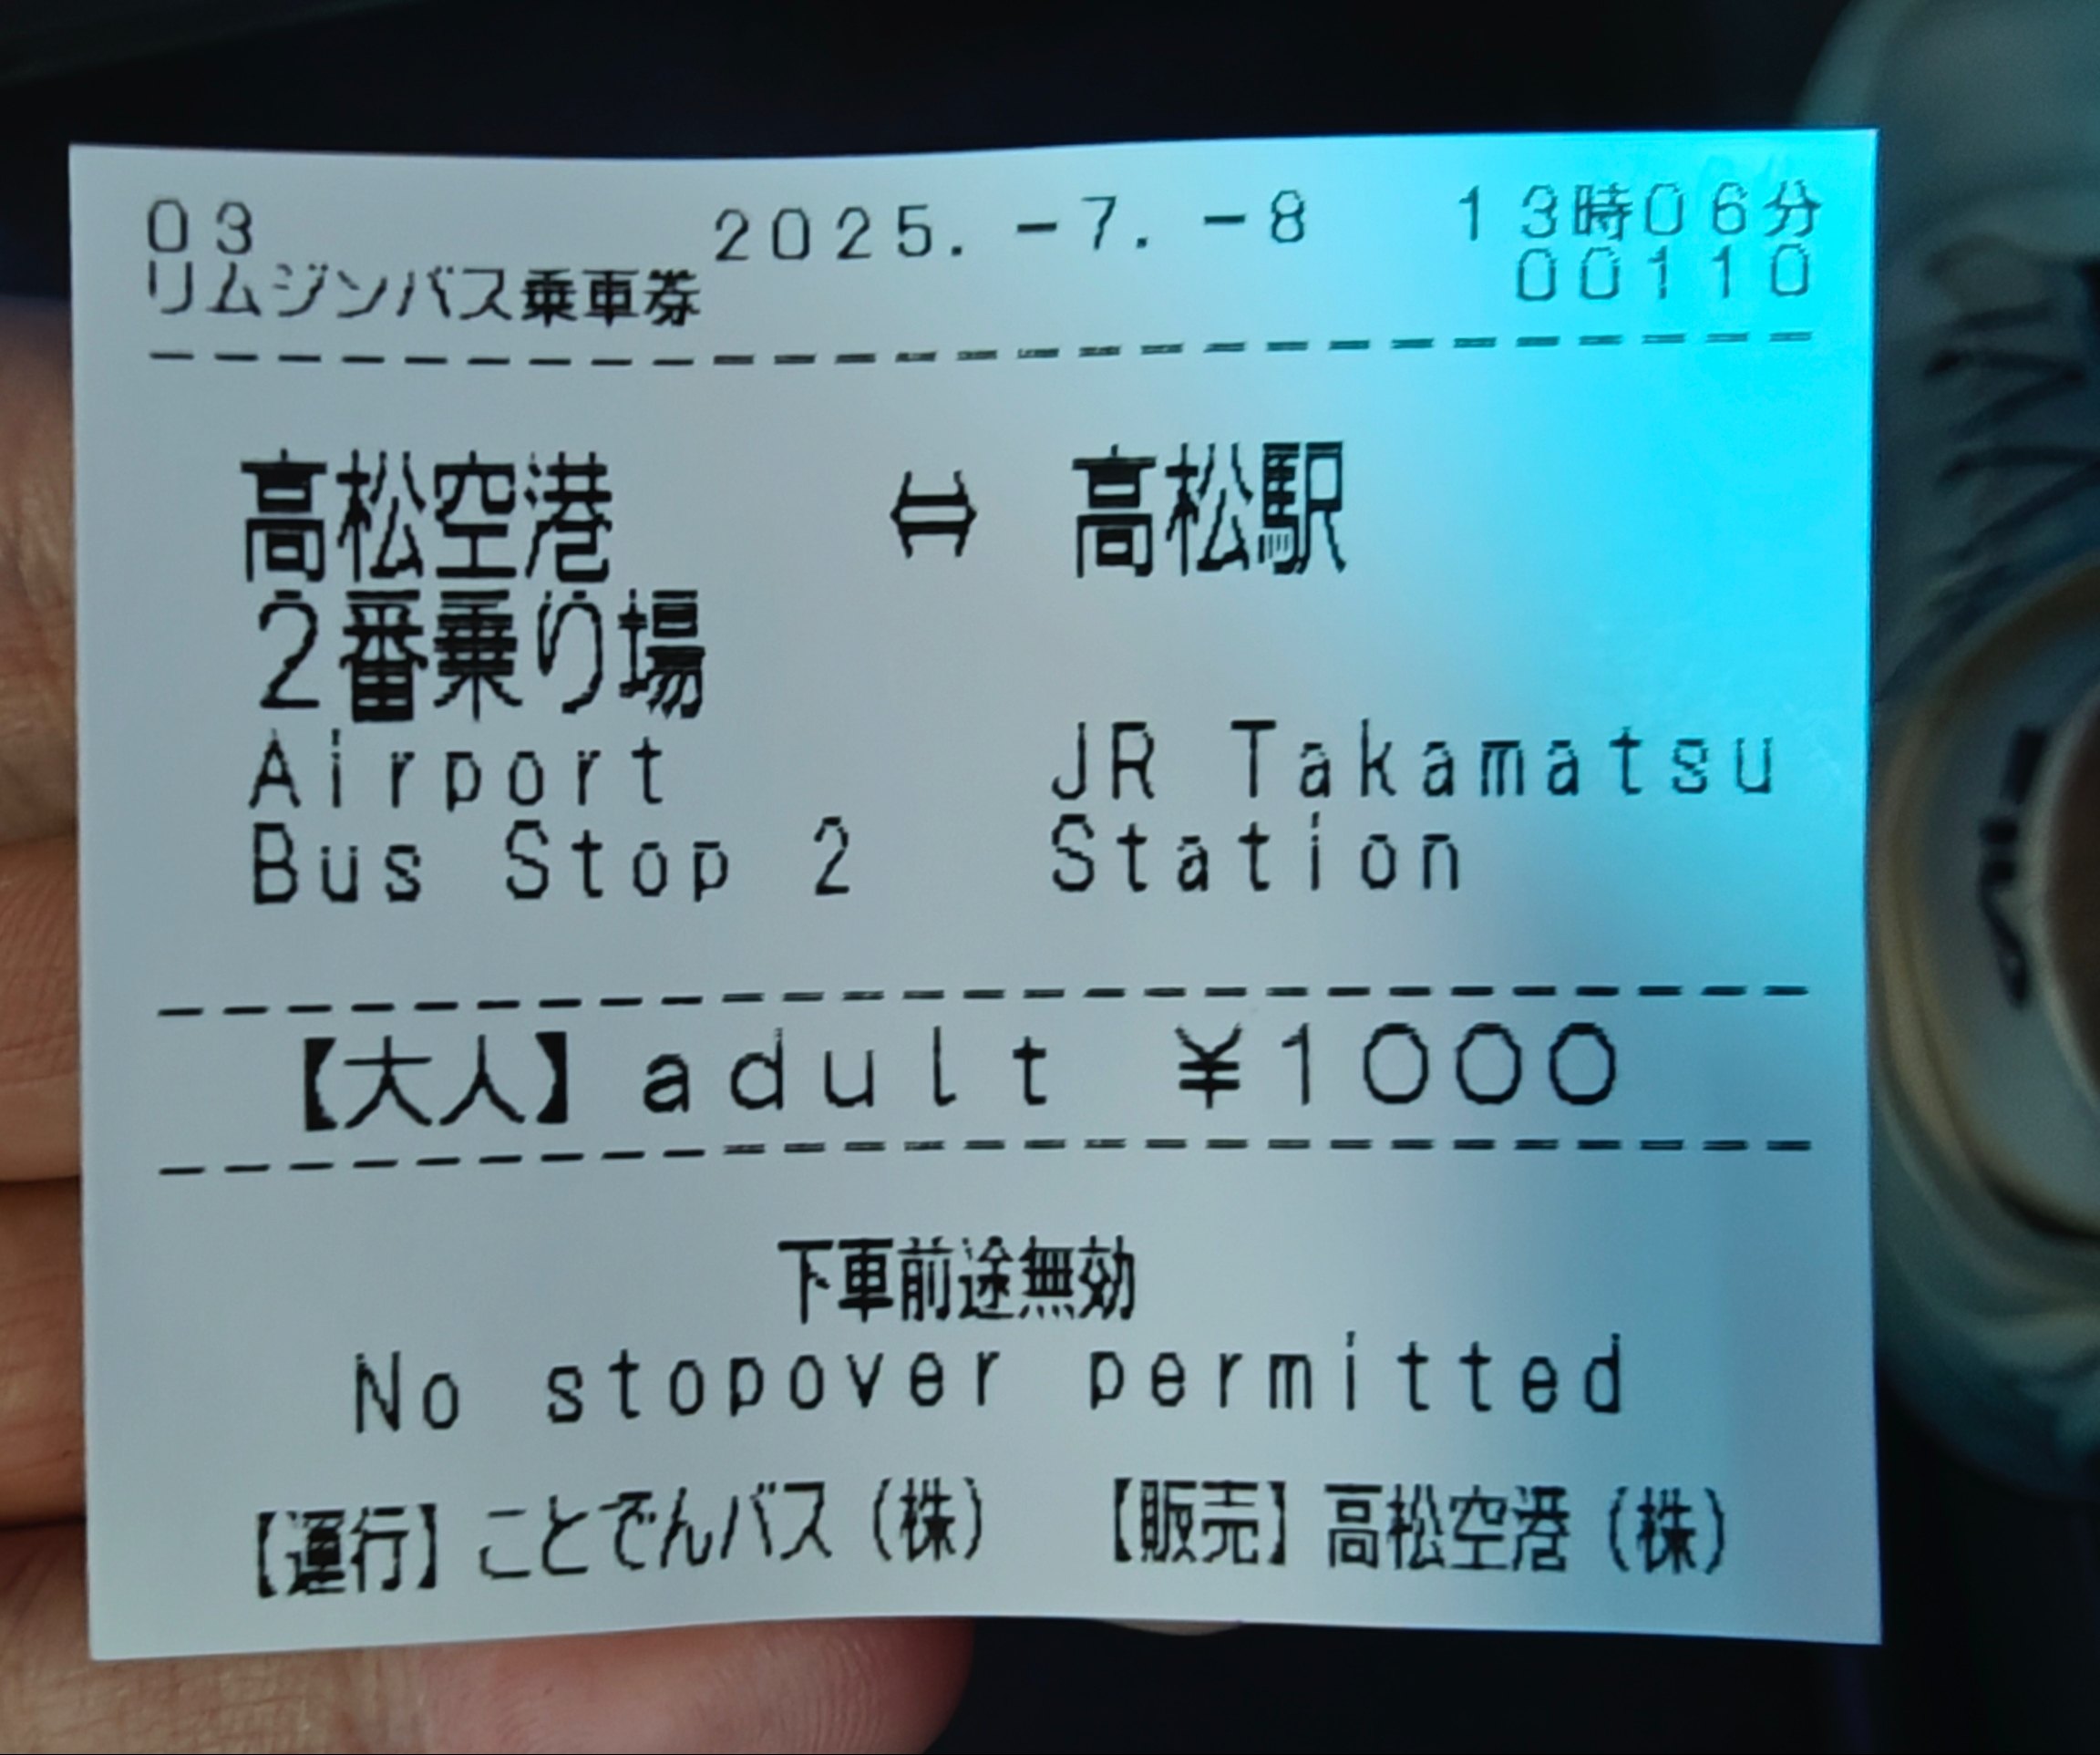 03 2025.-7.-8 13時06分
リムジンバス乗車券 00110
高松空港 ⇔ 高松駅
2番乗り場
Airport JR Takamatsu
Bus Stop 2 Station
【大人】adult ¥1000
下車前途無効
No stopover permitted
【運行】ことでんバス(株) 【販売】高松空港(株)